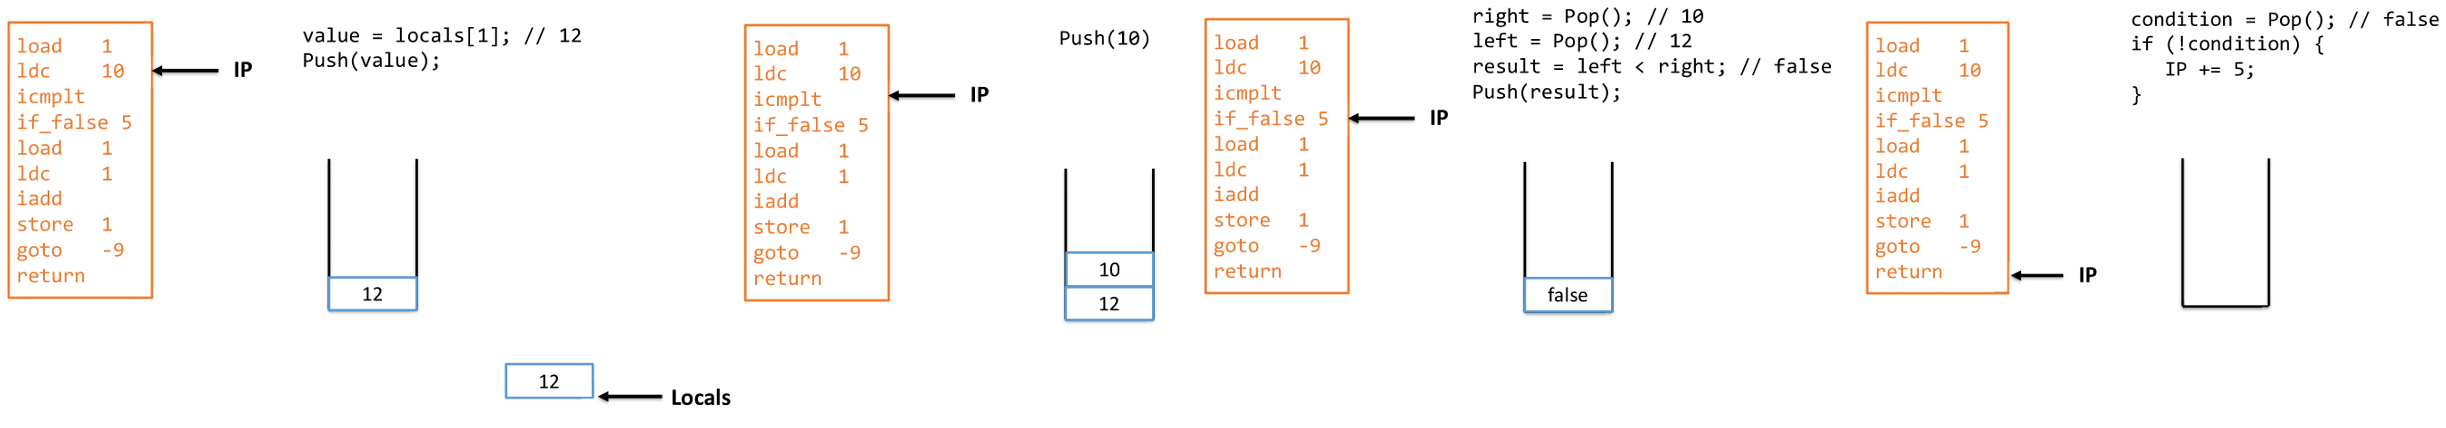 load 1
ldc 10
icmplt
if_false 5
load 1
ldc 1
iadd
store 1
goto -9
return
IP
value = locals[1]; // 12
Push(value);
12
12
Locals
load 1
ldc 10
icmplt
if_false 5
load 1
ldc 1
iadd
store 1
goto -9
return
IP
Push(10)
10
12
load 1
ldc 10
icmplt
if_false 5
load 1
ldc 1
iadd
store 1
goto -9
return
IP
right = Pop(); // 10
left = Pop(); // 12
result = left < right; // false
Push(result);
false
load 1
ldc 10
icmplt
if_false 5
load 1
ldc 1
iadd
store 1
goto -9
return
IP
condition = Pop(); // false
if (!condition) {
IP += 5;
}